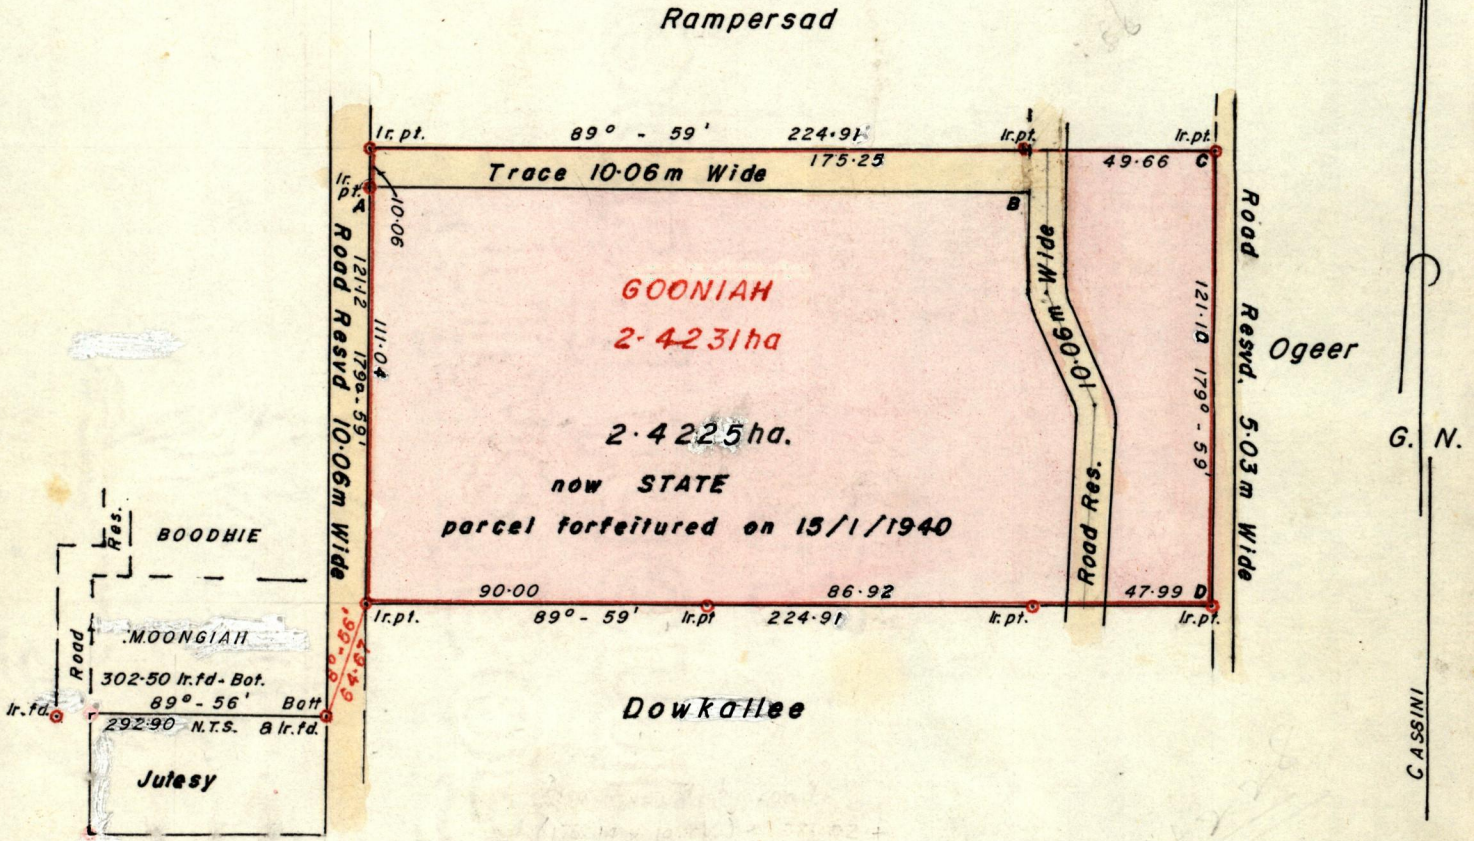 Rampersad
Ir.pt.
89° - 59' 224·91
Ir.pt.
Ir.pt.
Trace 10·06m Wide
175·25
49·66
C
Ir.
pt.
A
10·06
B
Road Resvd 10·06m Wide
121·12 179°-59'
111·04
GOONIAH
2·4231ha
2·4225ha.
now STATE
parcel forfeitured on 15/1/1940
10·06m Wide
Road Res.
121·10 179° - 59'
Road Resvd. 5·03m Wide
Ogeer
G. N.
CASSINI
90·00
86·92
47·99
D
Ir.pt.
89° - 59'
Ir.pt
224·91
Ir.pt.
Ir.pt.
Res.
BOODHIE
MOONGIAH
Road
8°-56'
64·67
302·50 Ir.fd - Bot.
89° - 56'
Bott
Ir.fd.
292·90 N.T.S.
& Ir.fd.
Jutesy
Dowkallee